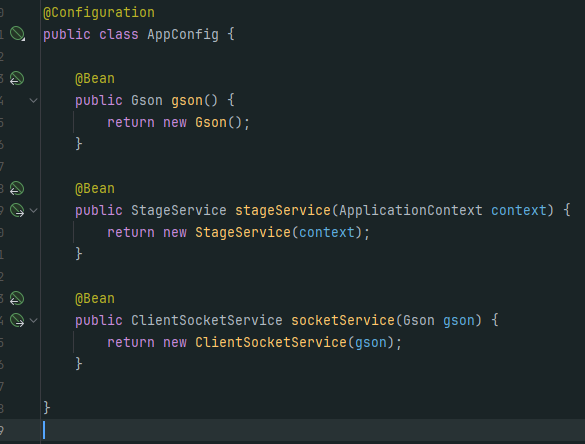 @Configuration
public class AppConfig {
@Bean
public Gson gson() {
return new Gson();
}
@Bean
public StageService stageService(ApplicationContext context) {
return new StageService(context);
}
@Bean
public ClientSocketService socketService(Gson gson) {
return new ClientSocketService(gson);
}
}